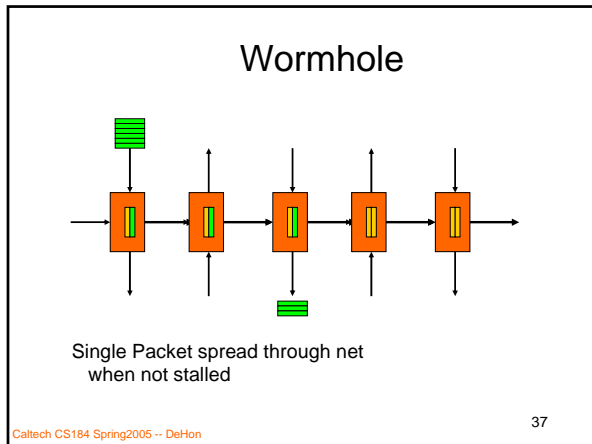 Wormhole
Single Packet spread through net
when not stalled
Caltech CS184 Spring2005 -- DeHon
37